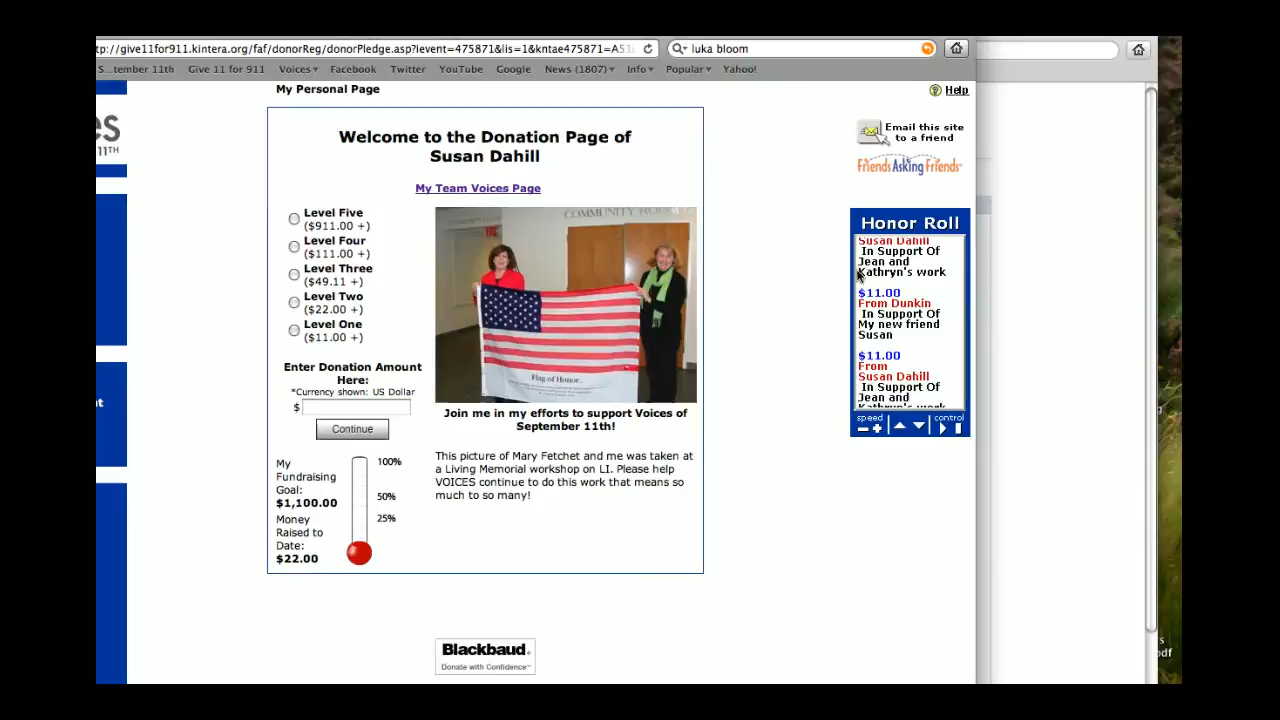 tp://give11for911.kintera.org/faf/donorReg/donorPledge.asp?ievent=475871&lis=1&kntae475871=A51
luka bloom
S...tember 11th Give 11 for 911 Voices Facebook Twitter YouTube Google News (1807) Info Popular Yahoo!
My Personal Page
Help
es
11TH
Welcome to the Donation Page of
Susan Dahill
My Team Voices Page
Email this site
to a friend
Friends Asking Friends
Level Five
($911.00 +)
Level Four
($111.00 +)
Level Three
($49.11 +)
Level Two
($22.00 +)
Level One
($11.00 +)
Enter Donation Amount
Here:
*Currency shown: US Dollar
$
Continue
My
Fundraising
Goal:
$1,100.00
Money
Raised to
Date:
$22.00
100%
50%
25%
COMMUNITY ROOM
Flag of Honor
Join me in my efforts to support Voices of
September 11th!
This picture of Mary Fetchet and me was taken at
a Living Memorial workshop on LI. Please help
VOICES continue to do this work that means so
much to so many!
Honor Roll
Susan Dahill
In Support Of
Jean and
Kathryn's work
$11.00
From Dunkin
In Support Of
My new friend
Susan
$11.00
From
Susan Dahill
In Support Of
Jean and
Kathryn's work
speed control
t
Blackbaud
Donate with Confidence™
s
pdf